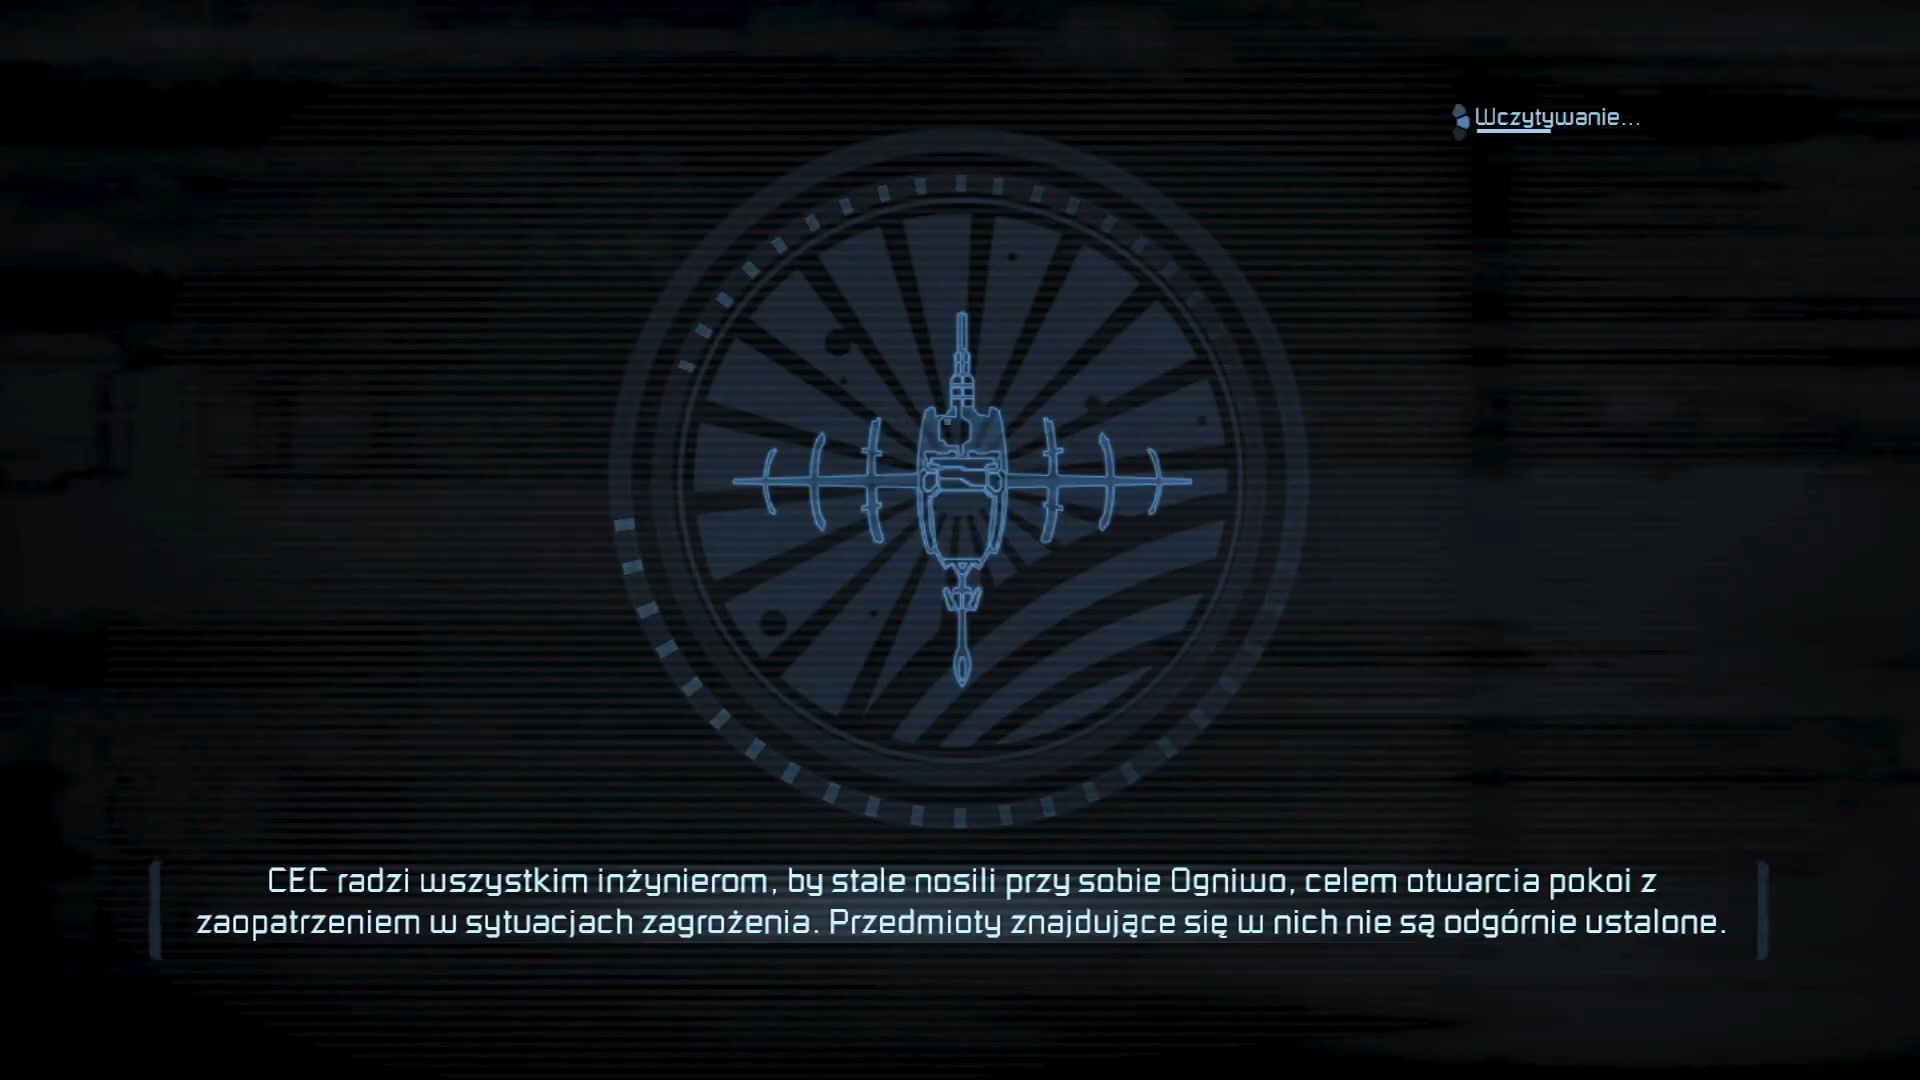 Wczytywanie...
CEC radzi wszystkim inżynierom, by stale nosili przy sobie Ogniwo, celem otwarcia pokoi z
zaopatrzeniem w sytuacjach zagrożenia. Przedmioty znajdujące się w nich nie są odgórnie ustalone.